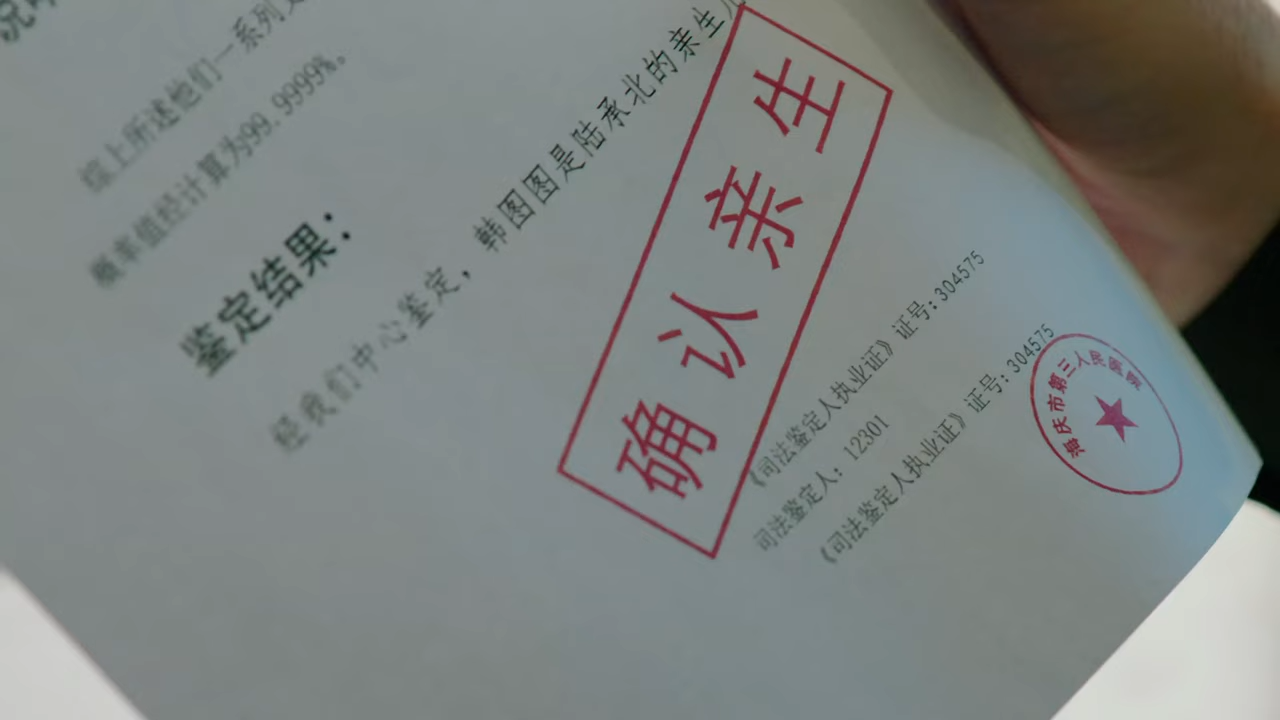 综上所述他们一系列
概率值经计算为99.9999%。
鉴定结果:
经我们中心鉴定,韩图图是陆承北的亲生儿
确认亲生
《司法鉴定人执业证》证号:304575
司法鉴定人:12301
《司法鉴定人执业证》证号:304575
海庆市第三人民医院